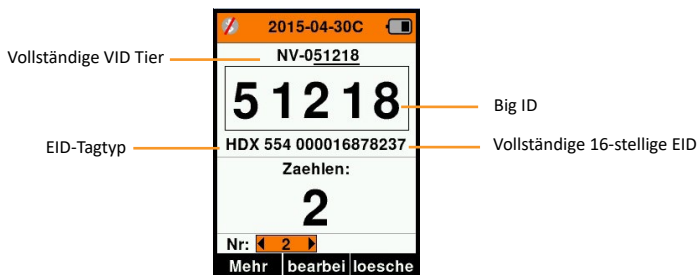 2015-04-30C
Vollständige VID Tier
NV-051218
51218
Big ID
EID-Tagtyp
HDX 554 000016878237
Vollständige 16-stellige EID
Zaehlen:
2
Nr: 2
Mehr bearbei loesche